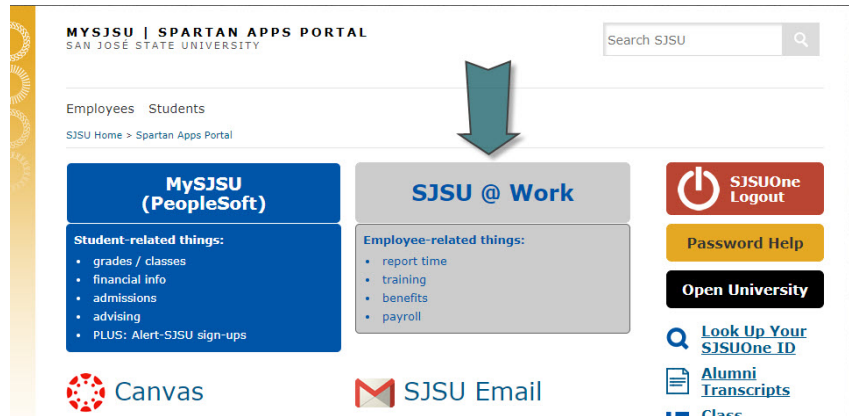 MYSJSU | SPARTAN APPS PORTAL
SAN JOSÉ STATE UNIVERSITY
Search SJSU
Employees Students
SJSU Home > Spartan Apps Portal
MySJSU
(PeopleSoft)
Student-related things:
• grades / classes
• financial info
• admissions
• advising
• PLUS: Alert-SJSU sign-ups
SJSU @ Work
Employee-related things:
• report time
• training
• benefits
• payroll
SJSUOne
Logout
Password Help
Open University
Look Up Your
SJSUOne ID
Alumni
Transcripts
Class
Canvas
SJSU Email